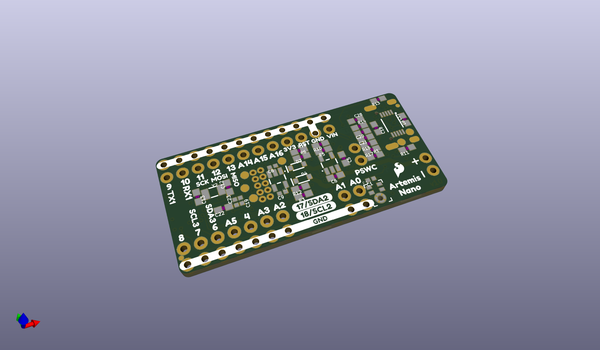 VIN
GND
RST
3V3
A16
A15
A14
13
12
11
10
9
MISO
MOSI
SCK
RX1
TX1
PSWC
Artemis
Nano
+
SCL3
SDA3
8
7
6
A5
4
A3
A2
17/SDA2
18/SCL2
A1
A0
GND